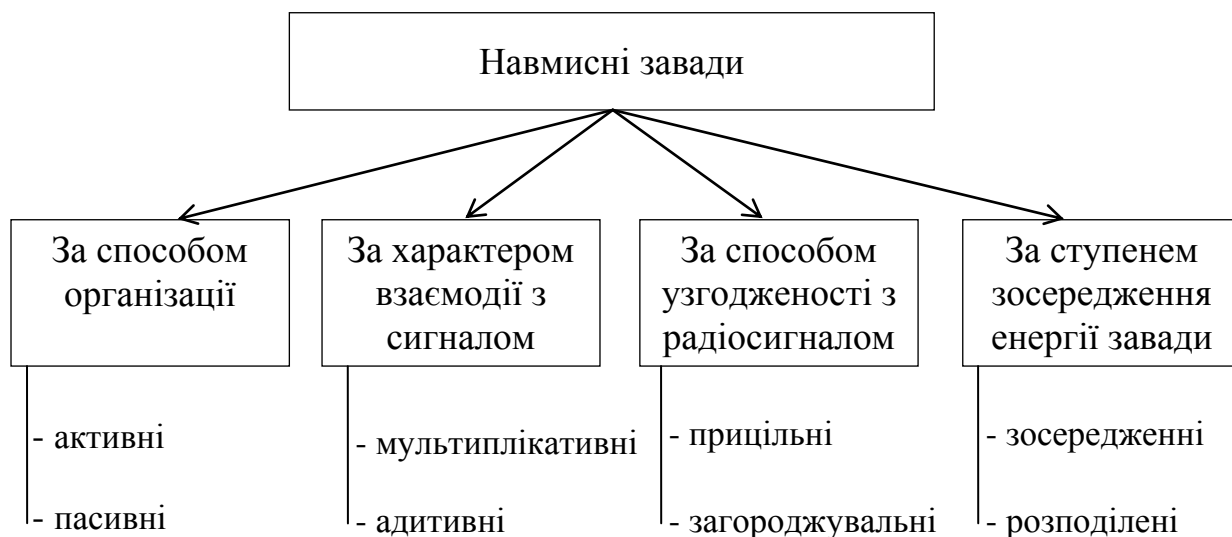 Навмисні завади
За способом
організації
За характером
взаємодії з
сигналом
За способом
узгодженості з
радіосигналом
За ступенем
зосередження
енергії завади
- активні
- пасивні
- мультиплікативні
- адитивні
- прицільні
- загороджувальні
- зосередженні
- розподілені